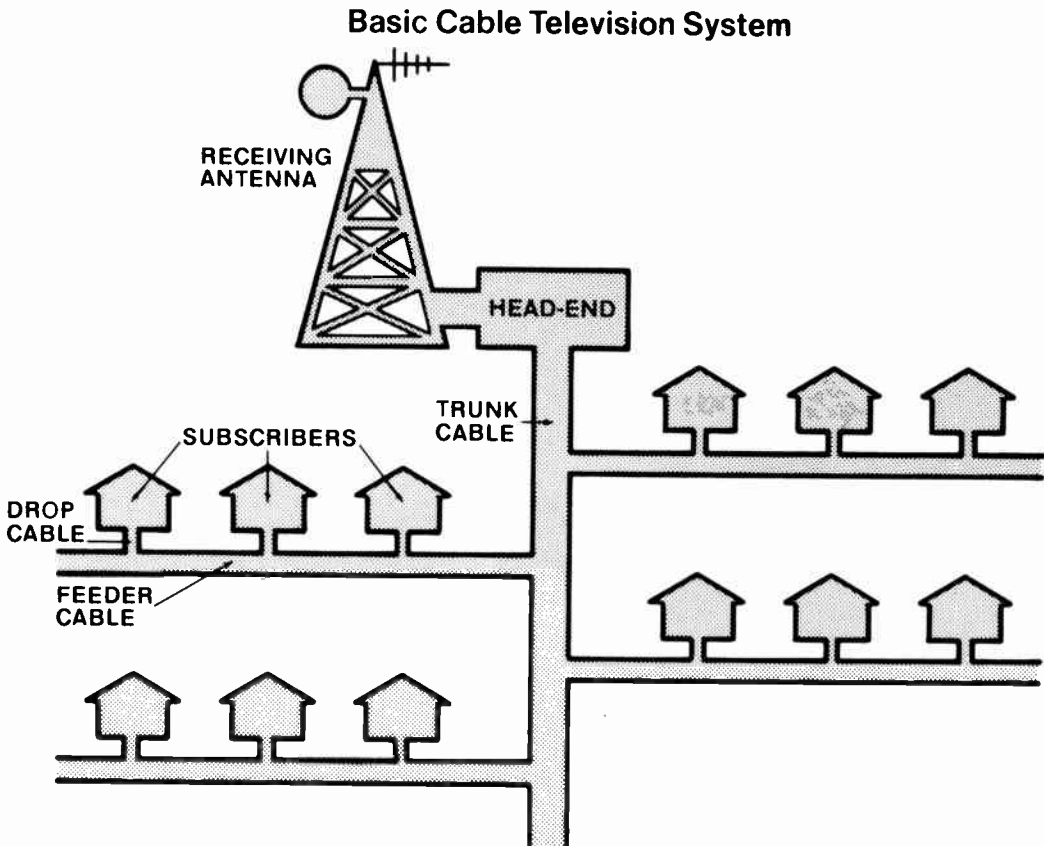 Basic Cable Television System
RECEIVING
ANTENNA
HEAD-END
TRUNK
CABLE
SUBSCRIBERS
DROP
CABLE
FEEDER
CABLE